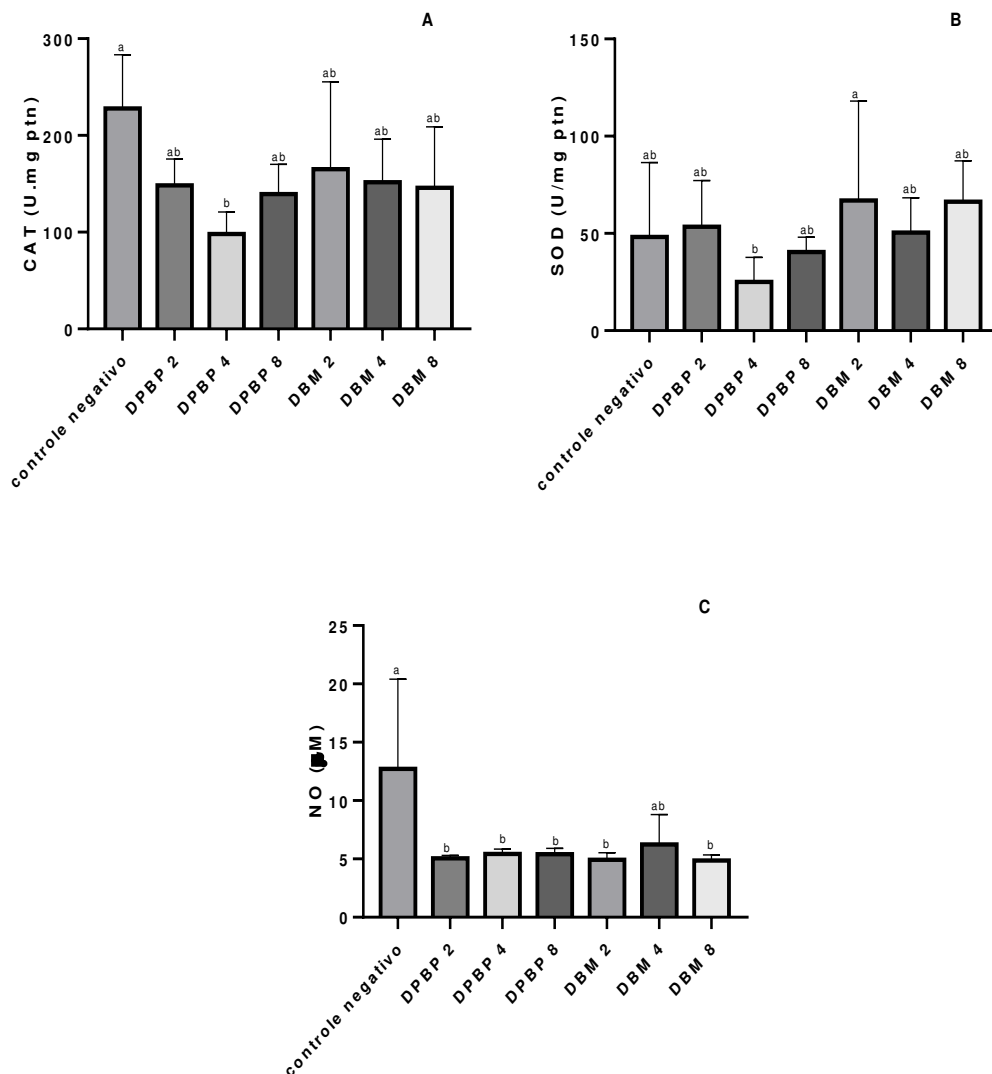 A
CAT (U.mg ptn)
300
200
100
0
a
ab
b
ab
ab
ab
ab
controle negativo
DPBP 2
DPBP 4
DPBP 8
DBM 2
DBM 4
DBM 8
B
SOD (U/mg ptn)
150
100
50
0
ab
ab
b
ab
a
ab
ab
controle negativo
DPBP 2
DPBP 4
DPBP 8
DBM 2
DBM 4
DBM 8
C
NO
25
20
15
10
5
0
a
b
b
b
b
ab
b
controle negativo
DPBP 2
DPBP 4
DPBP 8
DBM 2
DBM 4
DBM 8